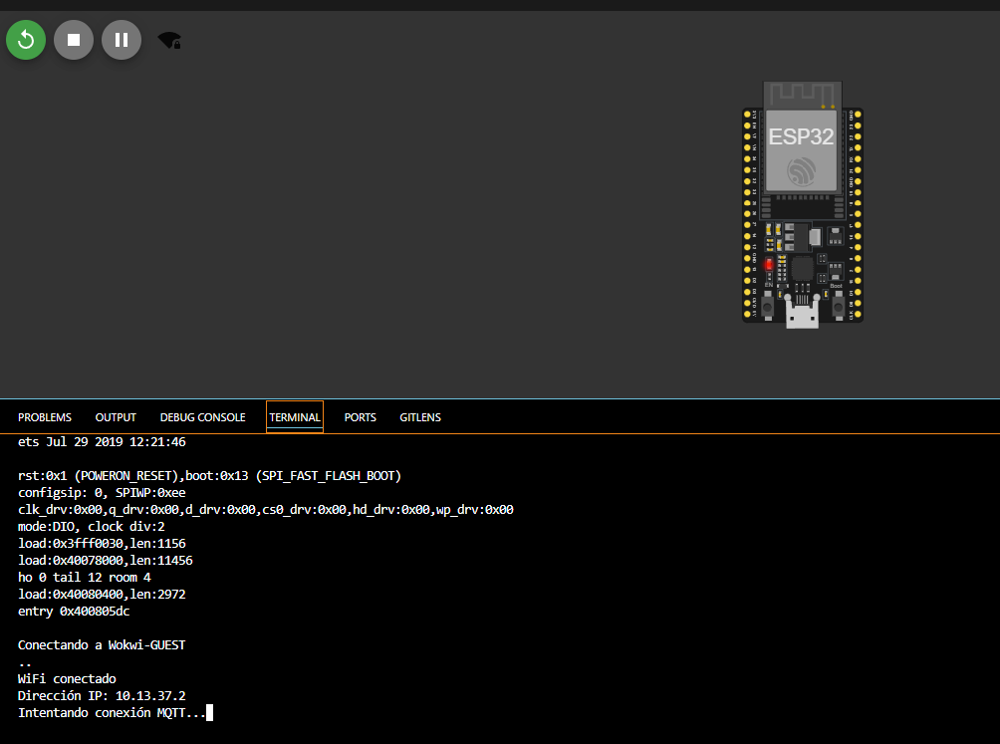 ESP32
EN
Boot
PROBLEMS OUTPUT DEBUG CONSOLE TERMINAL PORTS GITLENS
ets Jul 29 2019 12:21:46
rst:0x1 (POWERON_RESET),boot:0x13 (SPI_FAST_FLASH_BOOT)
configsip: 0, SPIWP:0xee
clk_drv:0x00,q_drv:0x00,d_drv:0x00,cs0_drv:0x00,hd_drv:0x00,wp_drv:0x00
mode:DIO, clock div:2
load:0x3fff0030,len:1156
load:0x40078000,len:11456
ho 0 tail 12 room 4
load:0x40080400,len:2972
entry 0x400805dc
Conectando a Wokwi-GUEST
..
WiFi conectado
Dirección IP: 10.13.37.2
Intentando conexión MQTT...